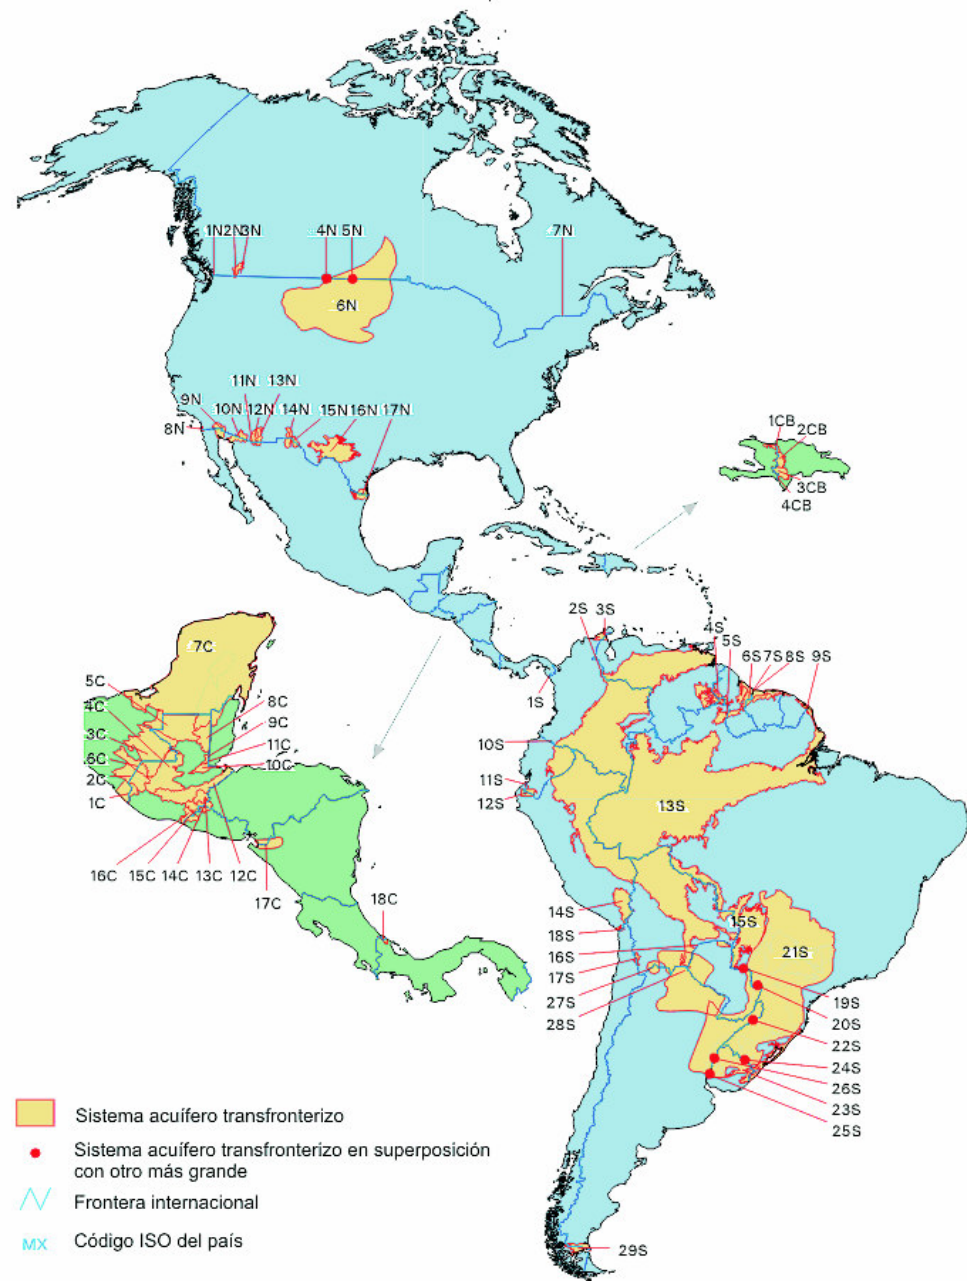 1N 2N 3N 4N 5N 7N
6N
11N 13N
9N 10N 12N 14N 15N 16N 17N
8N
1CB
2CB
3CB
4CB
2S 3S 4S
5S
6S 7S 8S 9S
1S
7C
5C
4C
3C
6C
2C
1C
8C
9C
11C
10C
16C 15C 14C 13C 12C
17C
18C
10S
11S
12S
13S
14S
18S
16S
17S
27S
28S
15S
21S
19S
20S
22S
24S
26S
23S
25S
29S
Sistema acuífero transfronterizo
Sistema acuífero transfronterizo en superposición
con otro más grande
Frontera internacional
MX Código ISO del país